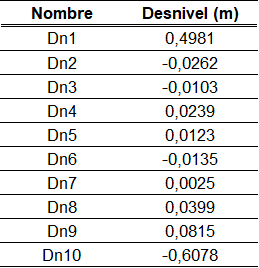 Nombre Desnivel (m)
Dn1 0,4981
Dn2 -0,0262
Dn3 -0,0103
Dn4 0,0239
Dn5 0,0123
Dn6 -0,0135
Dn7 0,0025
Dn8 0,0399
Dn9 0,0815
Dn10 -0,6078